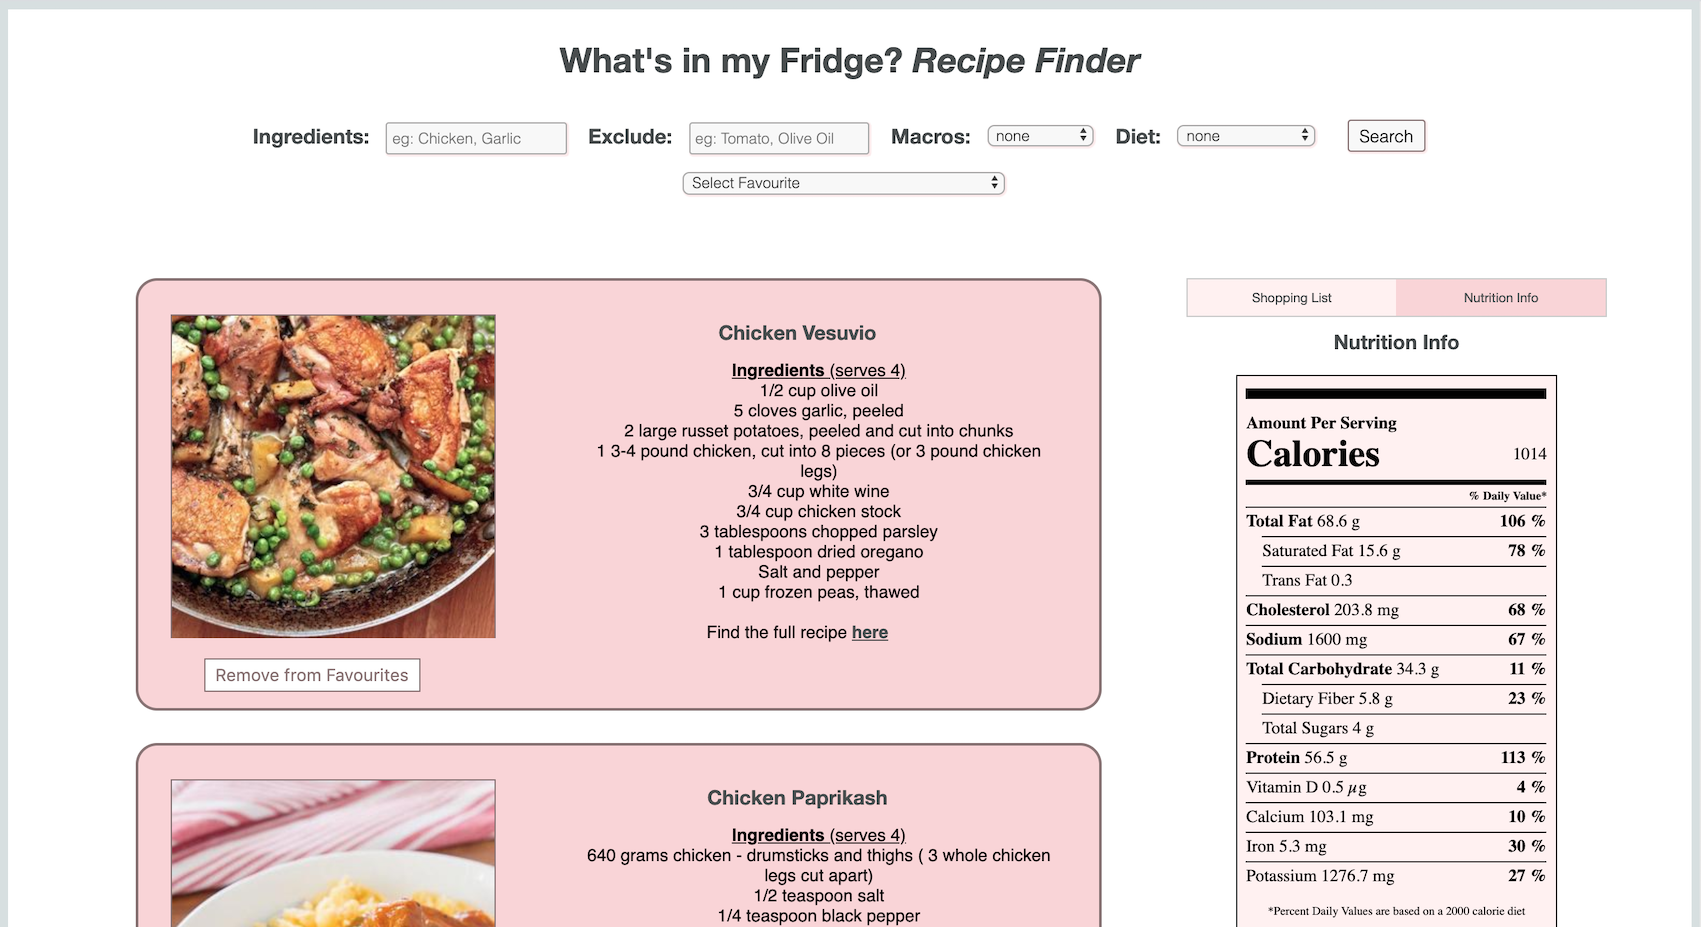 What's in my Fridge? Recipe Finder
Ingredients: eg: Chicken, Garlic Exclude: eg: Tomato, Olive Oil Macros: none Diet: none Search
Select Favourite
Chicken Vesuvio
Ingredients (serves 4)
1/2 cup olive oil
5 cloves garlic, peeled
2 large russet potatoes, peeled and cut into chunks
1 3-4 pound chicken, cut into 8 pieces (or 3 pound chicken
legs)
3/4 cup white wine
3/4 cup chicken stock
3 tablespoons chopped parsley
1 tablespoon dried oregano
Salt and pepper
1 cup frozen peas, thawed
Find the full recipe here
Remove from Favourites
Chicken Paprikash
Ingredients (serves 4)
640 grams chicken - drumsticks and thighs ( 3 whole chicken
legs cut apart)
1/2 teaspoon salt
1/4 teaspoon black pepper
Shopping List Nutrition Info
Nutrition Info
Amount Per Serving
Calories 1014
% Daily Value*
Total Fat 68.6 g 106 %
Saturated Fat 15.6 g 78 %
Trans Fat 0.3
Cholesterol 203.8 mg 68 %
Sodium 1600 mg 67 %
Total Carbohydrate 34.3 g 11 %
Dietary Fiber 5.8 g 23 %
Total Sugars 4 g
Protein 56.5 g 113 %
Vitamin D 0.5 µg 4 %
Calcium 103.1 mg 10 %
Iron 5.3 mg 30 %
Potassium 1276.7 mg 27 %
*Percent Daily Values are based on a 2000 calorie diet